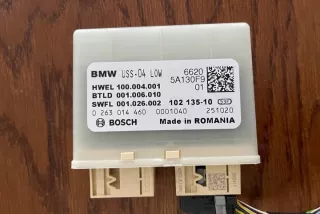 BMW USS-04 LOW 6620
5A130F9
HWEL 100.004.001 01
BTLD 001.006.010
SWFL 001.026.002 102 135-10
0 263 014 460 0001040 251020
BOSCH Made in ROMANIA